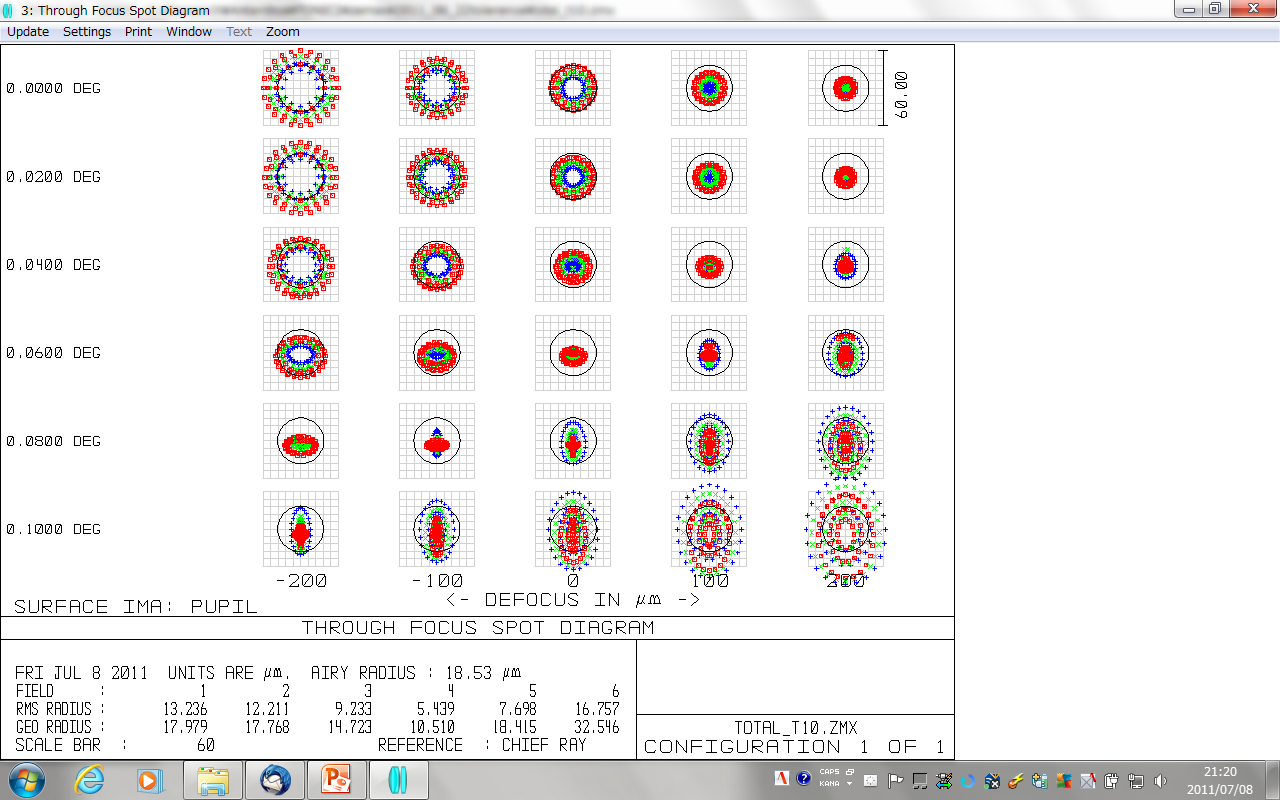 3: Through Focus Spot Diagram
Update Settings Print Window Text Zoom
0.0000 DEG
60.00
0.0200 DEG
0.0400 DEG
0.0600 DEG
0.0800 DEG
0.1000 DEG
-200 -100 0 100 200
<- DEFOCUS IN µm ->
SURFACE IMA: PUPIL
THROUGH FOCUS SPOT DIAGRAM
FRI JUL 8 2011 UNITS ARE µm. AIRY RADIUS : 18.53 µm
FIELD : 1 2 3 4 5 6
RMS RADIUS : 13.236 12.211 9.233 5.439 7.698 16.757
GEO RADIUS : 17.979 17.768 14.723 10.510 18.415 32.546
SCALE BAR : 60 REFERENCE : CHIEF RAY
TOTAL_T10.ZMX
CONFIGURATION 1 OF 1
A CAPS
KANA
21:20
2011/07/08